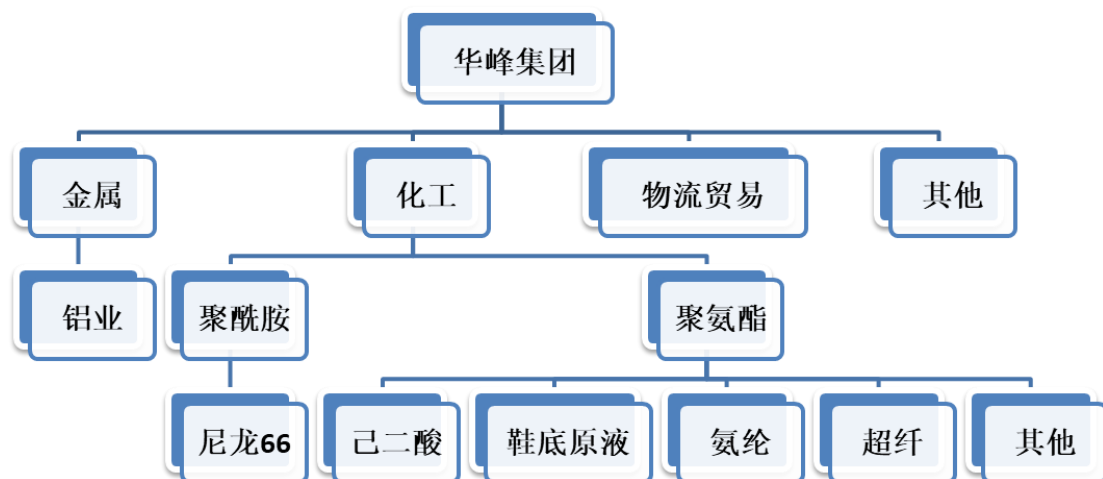 华峰集团
金属
化工
物流贸易
其他
铝业
聚酰胺
聚氨酯
尼龙66
己二酸
鞋底原液
氨纶
超纤
其他